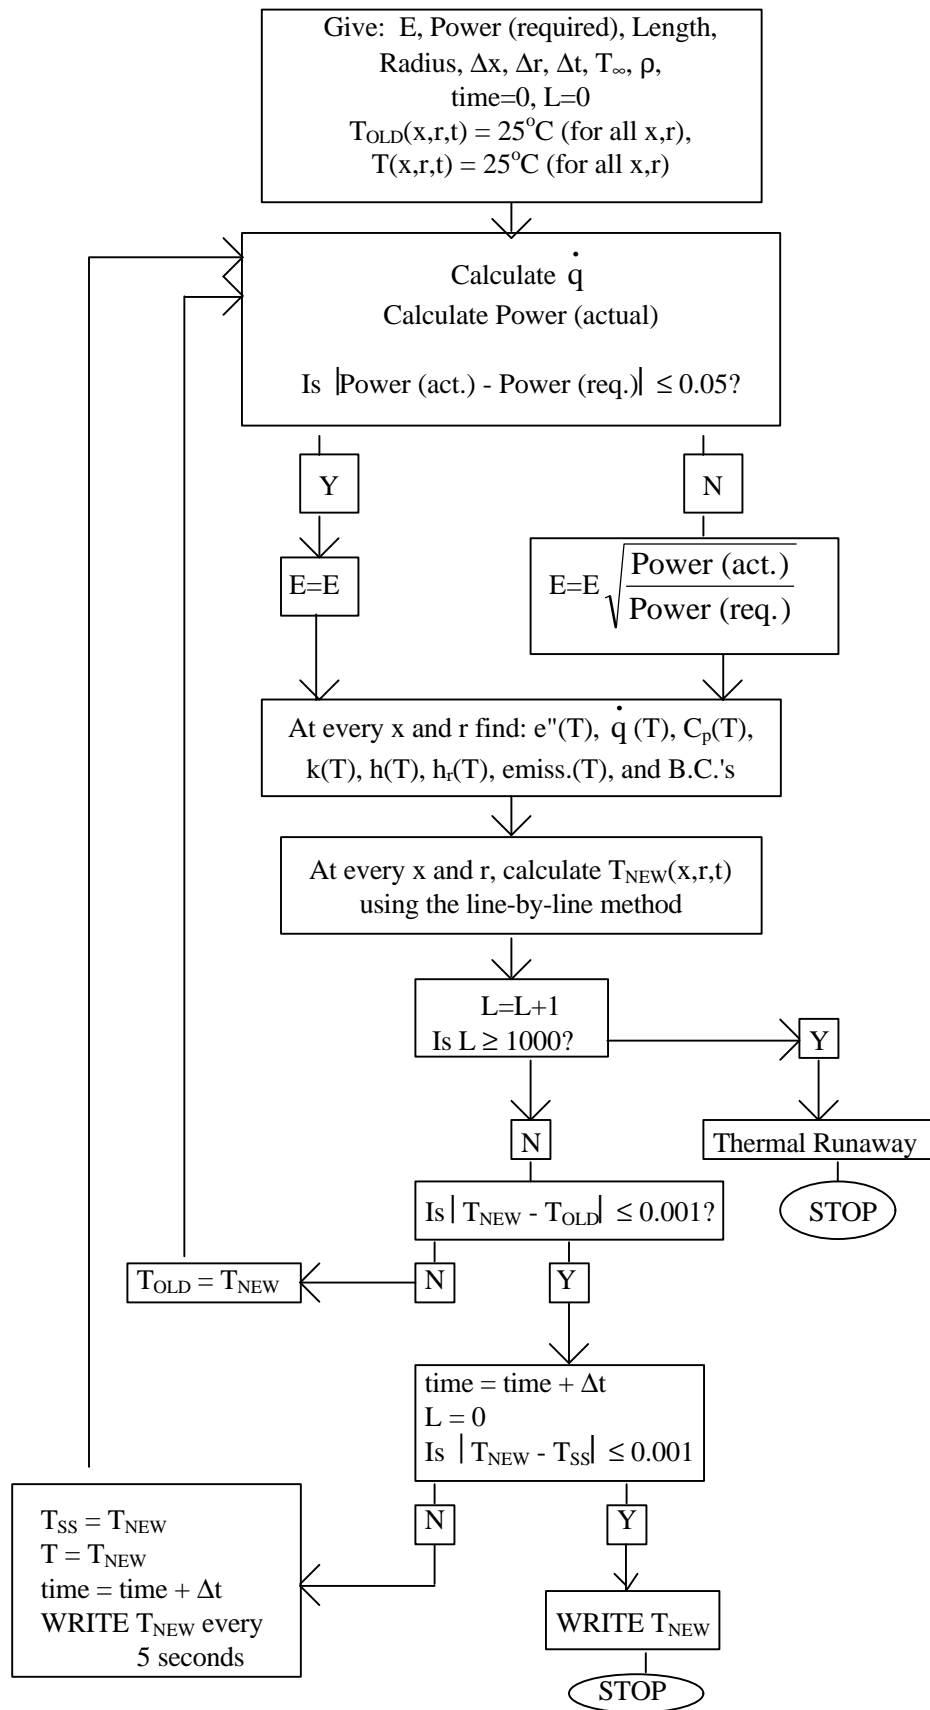 Give: E, Power (required), Length,
Radius, Δx, Δr, Δt, T∞, ρ,
time=0, L=0
TOLD(x,r,t) = 25°C (for all x,r),
T(x,r,t) = 25°C (for all x,r)
Calculate q̇
Calculate Power (actual)
Is |Power (act.) - Power (req.)| ≤ 0.05?
Y
N
E=E
E=E√(Power (act.)
Power (req.))
At every x and r find: e"(T), q̇ (T), Cp(T),
k(T), h(T), hr(T), emiss.(T), and B.C.'s
At every x and r, calculate TNEW(x,r,t)
using the line-by-line method
L=L+1
Is L ≥ 1000?
Y
N
Thermal Runaway
STOP
Is | TNEW - TOLD| ≤ 0.001?
N
Y
TOLD = TNEW
time = time + Δt
L = 0
Is | TNEW - TSS| ≤ 0.001
N
Y
TSS = TNEW
T = TNEW
time = time + Δt
WRITE TNEW every
5 seconds
WRITE TNEW
STOP